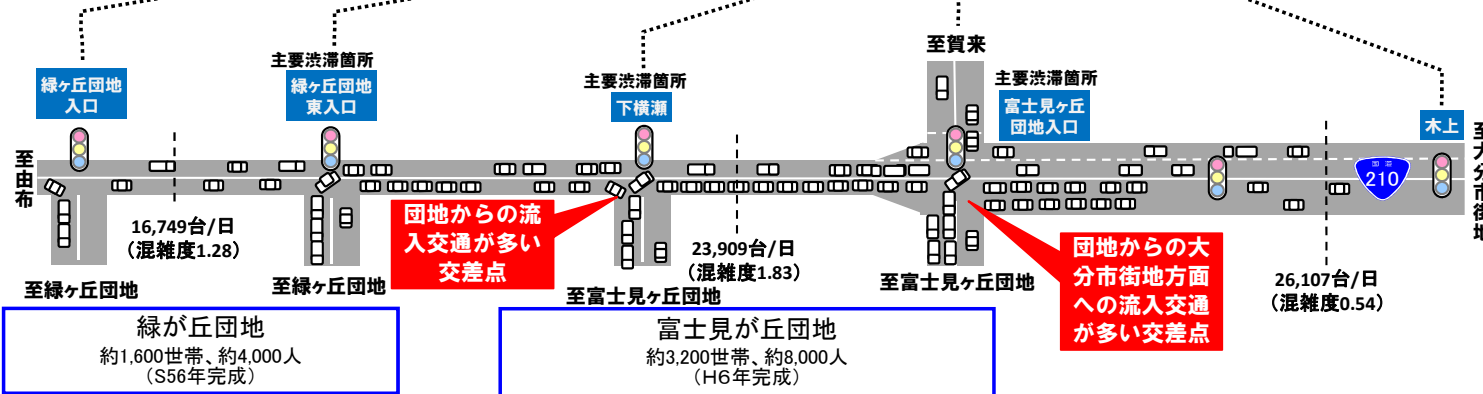 至賀来
主要渋滞箇所
主要渋滞箇所
主要渋滞箇所
緑ヶ丘団地
入口
緑ヶ丘団地
東入口
下横瀬
富士見ヶ丘
団地入口
木上
至由布
至大分市街地
国道
210
16,749台/日
（混雑度1.28）
団地からの流
入交通が多い
交差点
23,909台/日
（混雑度1.83）
団地からの大
分市街地方面
への流入交通
が多い交差点
26,107台/日
（混雑度0.54）
至緑ヶ丘団地
至緑ヶ丘団地
至富士見ヶ丘団地
至富士見ヶ丘団地
緑が丘団地
約1,600世帯、約4,000人
（S56年完成）
富士見が丘団地
約3,200世帯、約8,000人
（H6年完成）